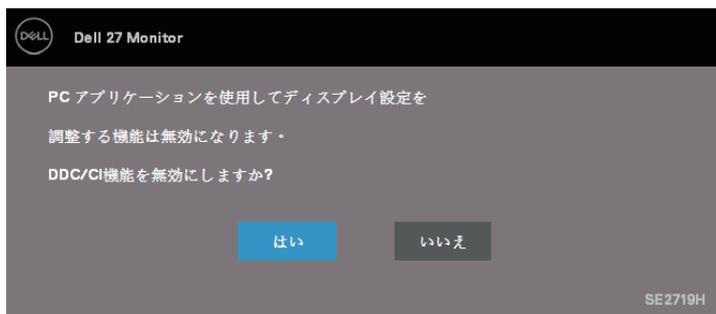 DELL Dell 27 Monitor
PC アプリケーションを使用してディスプレイ設定を
調整する機能は無効になります。
DDC/CI機能を無効にしますか?
はい いいえ
SE2719H